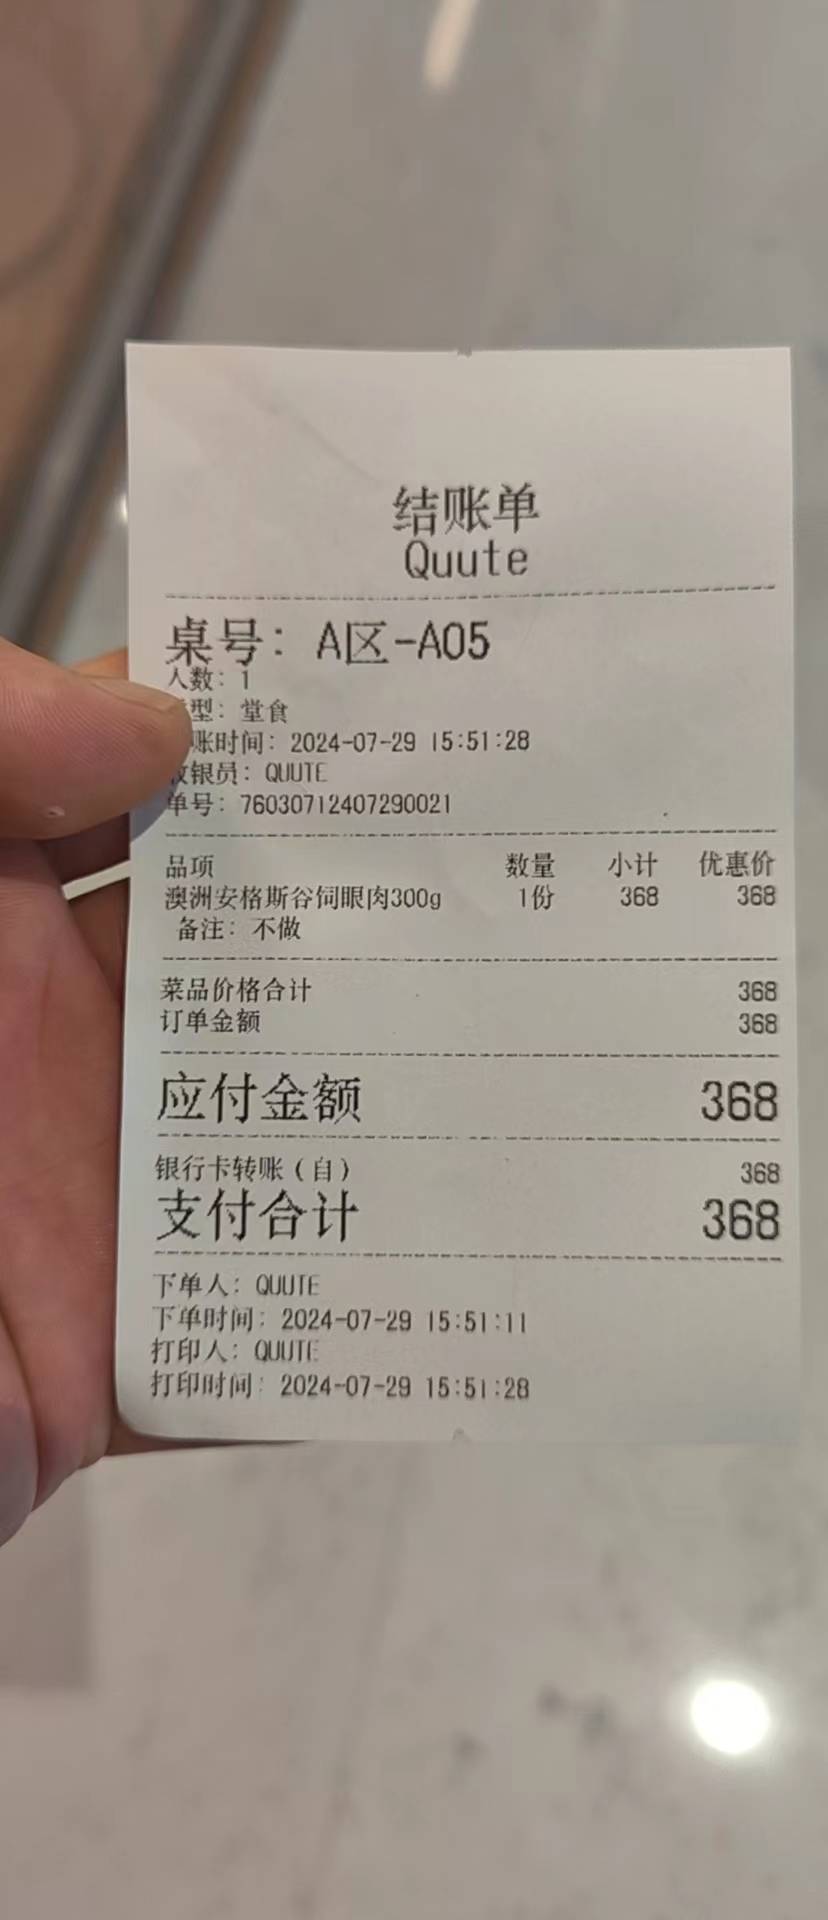 结账单
Quute
桌号：A区-A05
人数：1
型：堂食
账时间：2024-07-29 15:51:28
收银员：QUUTE
单号：76030712407290021
品项 数量 小计 优惠价
澳洲安格斯谷饲眼肉300g 1份 368 368
备注：不做
菜品价格合计 368
订单金额 368
应付金额 368
银行卡转账（自） 368
支付合计 368
下单人：QUUTE
下单时间：2024-07-29 15:51:11
打印人：QUUTE
打印时间：2024-07-29 15:51:28